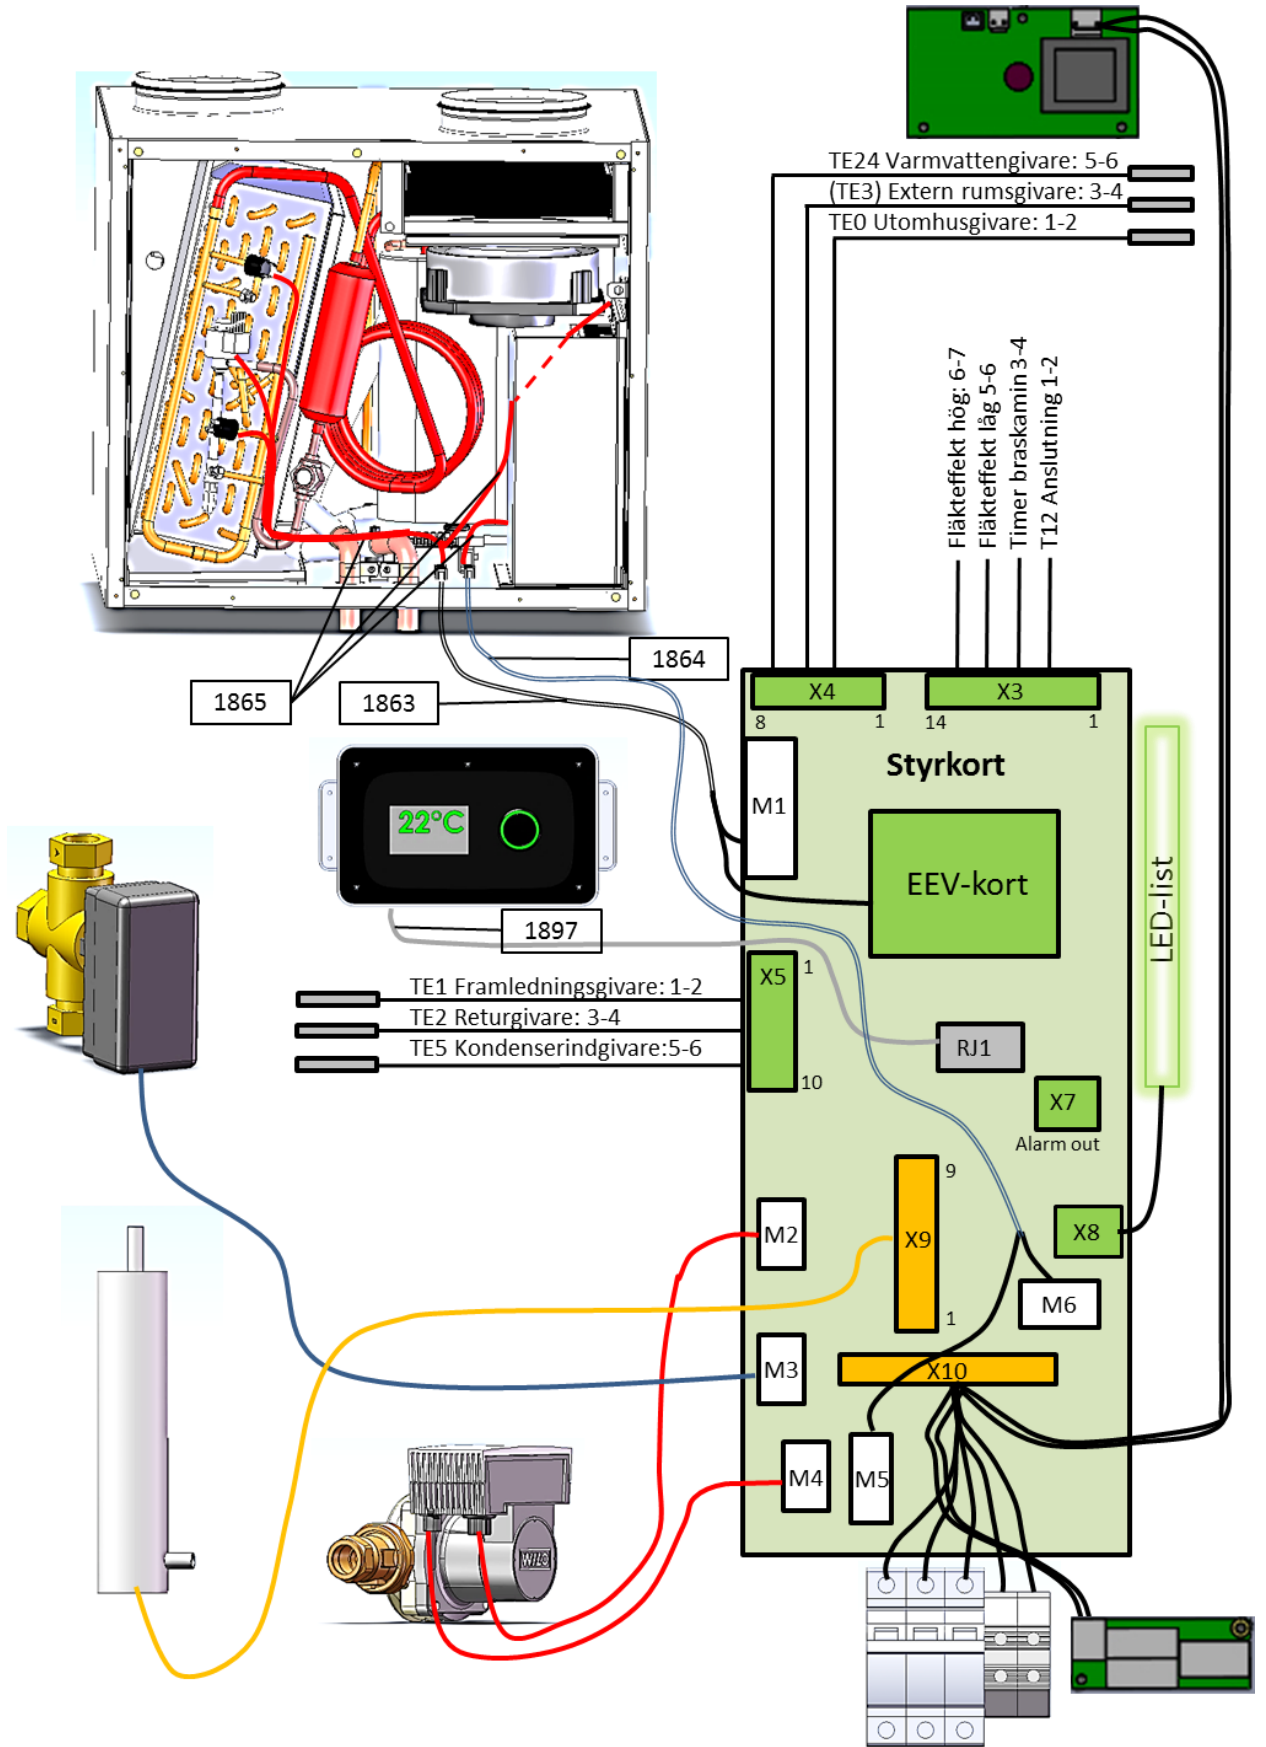 TE24 Varmvattengivare: 5-6
(TE3) Extern rumsgivare: 3-4
TE0 Utomhusgivare: 1-2
Fläkteffekt hög: 6-7
Fläkteffekt låg 5-6
Timer braskamin 3-4
T12 Anslutning 1-2
1864
1865
1863
X4
X3
8
1
14
1
Styrkort
M1
22°C
EEV-kort
LED-list
1897
X5
1
TE1 Framledningsgivare: 1-2
TE2 Returgivare: 3-4
TE5 Kondenserindgivare:5-6
10
RJ1
X7
Alarm out
9
M2
X9
X8
M6
1
M3
X10
M4
M5
WILO